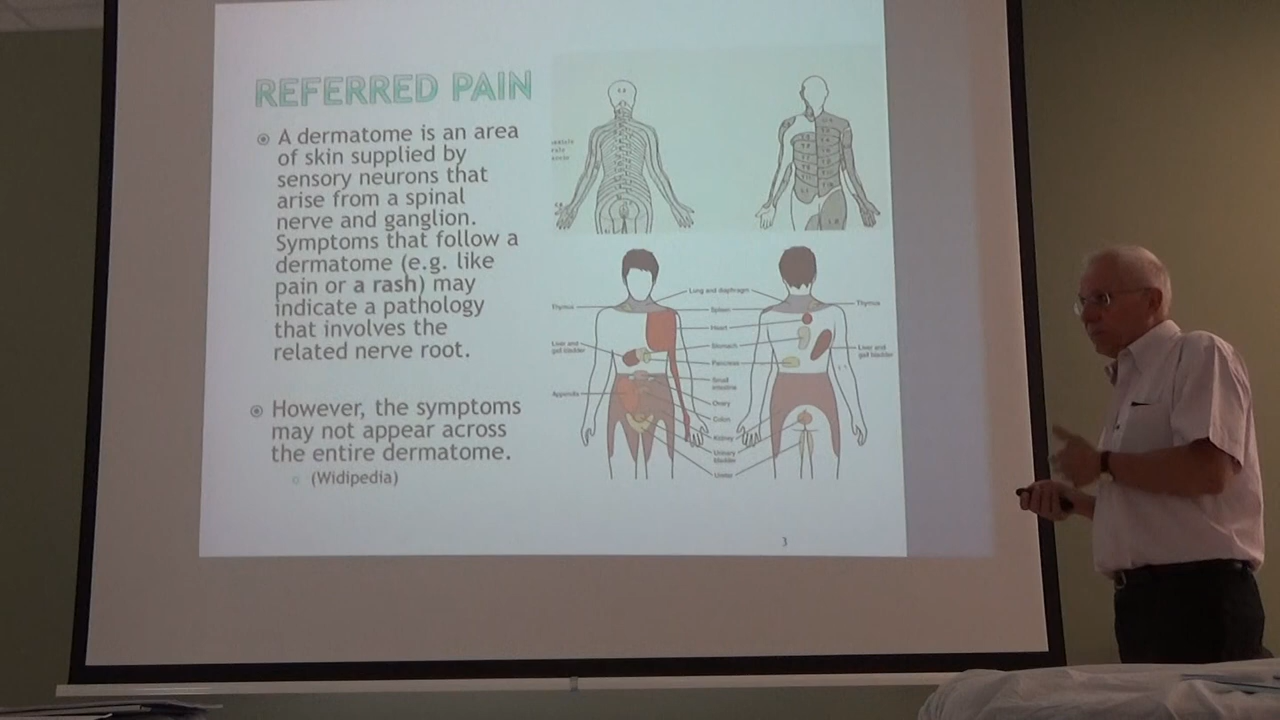 REFERRED PAIN
A dermatome is an area
of skin supplied by
sensory neurons that
arise from a spinal
nerve and ganglion.
Symptoms that follow a
dermatome (e.g. like
pain or a rash) may
indicate a pathology
that involves the
related nerve root.
However, the symptoms
may not appear across
the entire dermatome.
(Widipedia)
Lung and diaphragm
Thymus
Spleen
Thymus
Heart
Liver and
gall bladder
Stomach
Liver and
gall bladder
Pancreas
Small
intestine
Appendix
Ovary
Colon
Kidney
Urinary
bladder
Ureter
3